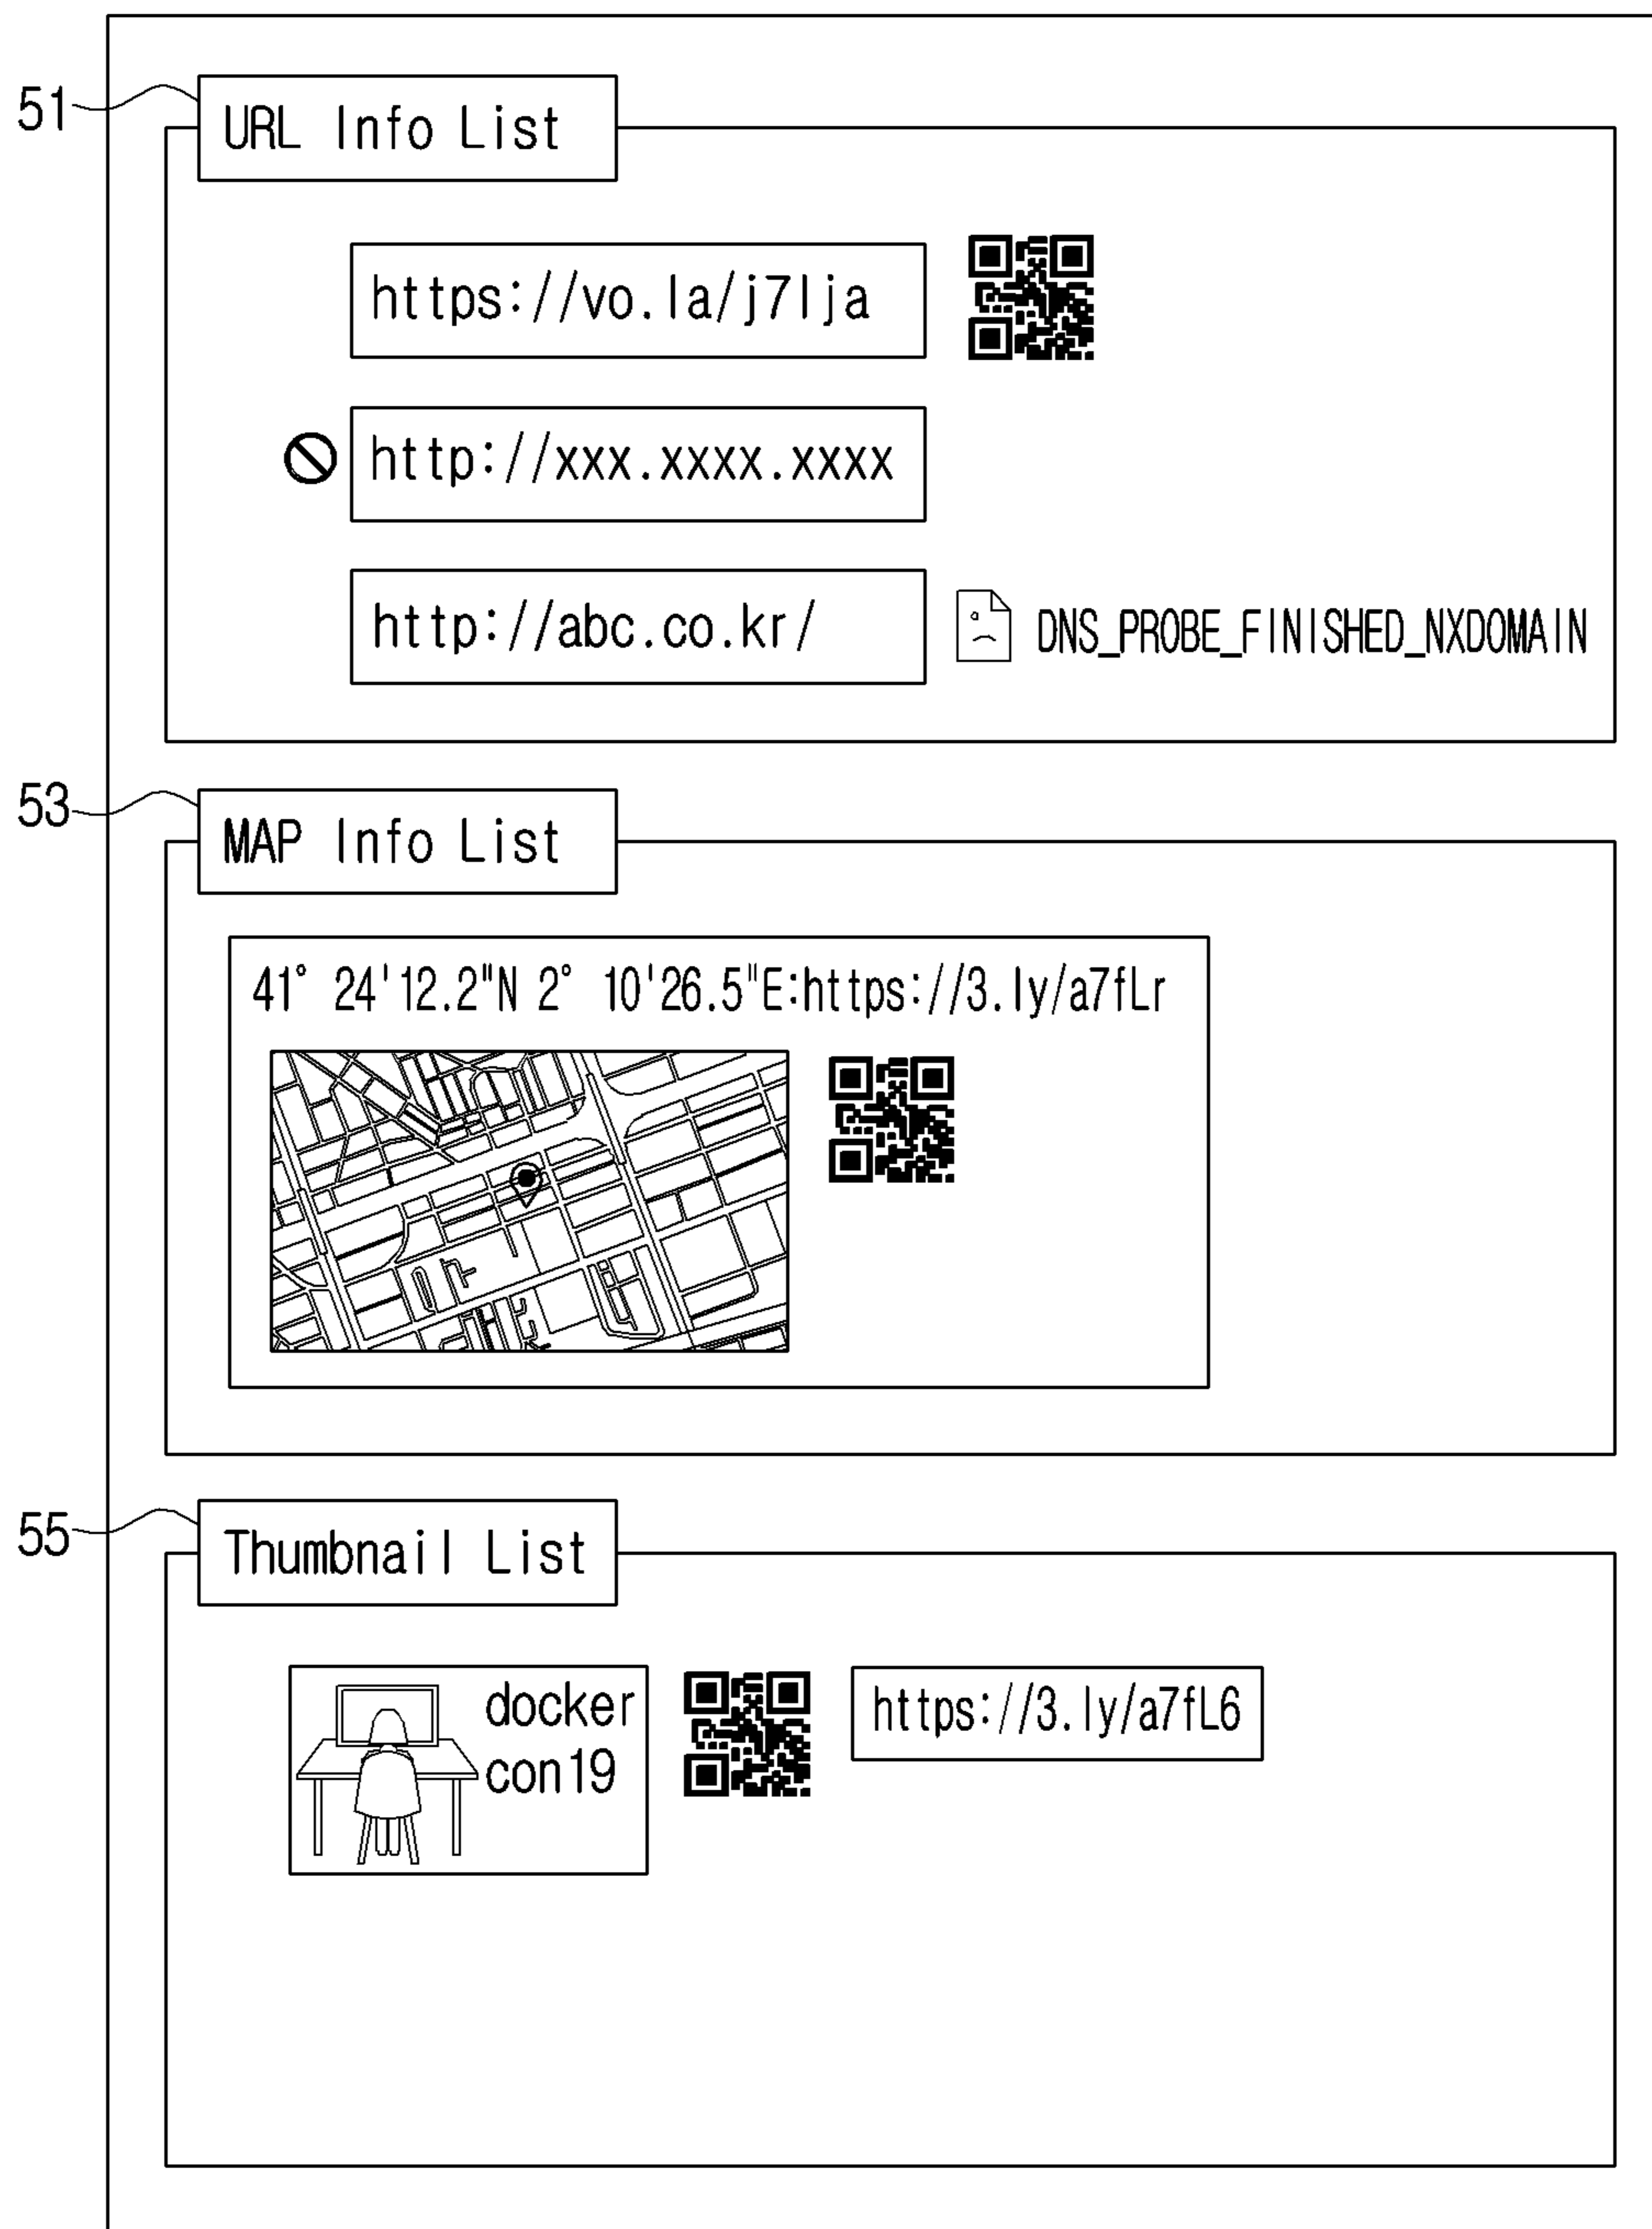 51
URL Info List
https://vo.la/j7lja
http://xxx.xxxx.xxxx
http://abc.co.kr/ DNS_PROBE_FINISHED_NXDOMAIN
53
MAP Info List
41° 24'12.2"N 2° 10'26.5"E:https://3.ly/a7fLr
55
Thumbnail List
docker
con19
https://3.ly/a7fL6